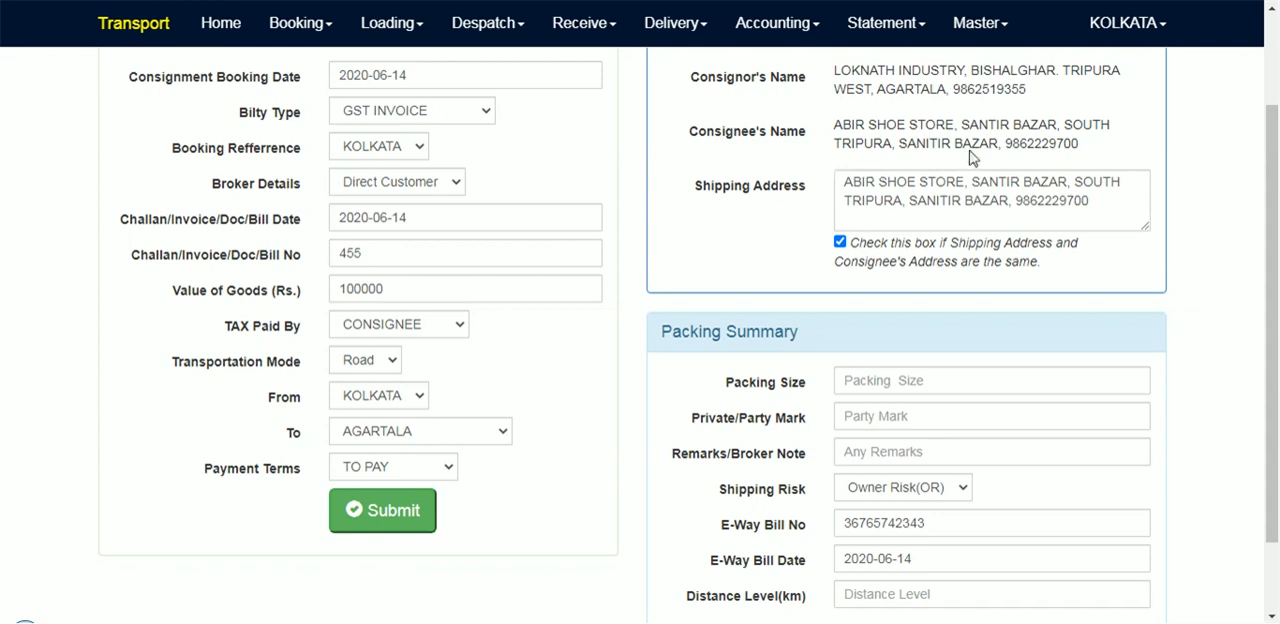 Transport Home Booking Loading Despatch Receive Delivery Accounting Statement Master KOLKATA
Consignment Booking Date 2020-06-14
Bilty Type GST INVOICE
Booking Refferrence KOLKATA
Broker Details Direct Customer
Challan/Invoice/Doc/Bill Date 2020-06-14
Challan/Invoice/Doc/Bill No 455
Value of Goods (Rs.) 100000
TAX Paid By CONSIGNEE
Transportation Mode Road
From KOLKATA
To AGARTALA
Payment Terms TO PAY
Submit
Consignor's Name LOKNATH INDUSTRY, BISHALGHAR. TRIPURA
WEST, AGARTALA, 9862519355
Consignee's Name ABIR SHOE STORE, SANTIR BAZAR, SOUTH
TRIPURA, SANITIR BAZAR, 9862229700
Shipping Address ABIR SHOE STORE, SANTIR BAZAR, SOUTH
TRIPURA, SANITIR BAZAR, 9862229700
Check this box if Shipping Address and
Consignee's Address are the same.
Packing Summary
Packing Size Packing Size
Private/Party Mark Party Mark
Remarks/Broker Note Any Remarks
Shipping Risk Owner Risk(OR)
E-Way Bill No 36765742343
E-Way Bill Date 2020-06-14
Distance Level(km) Distance Level